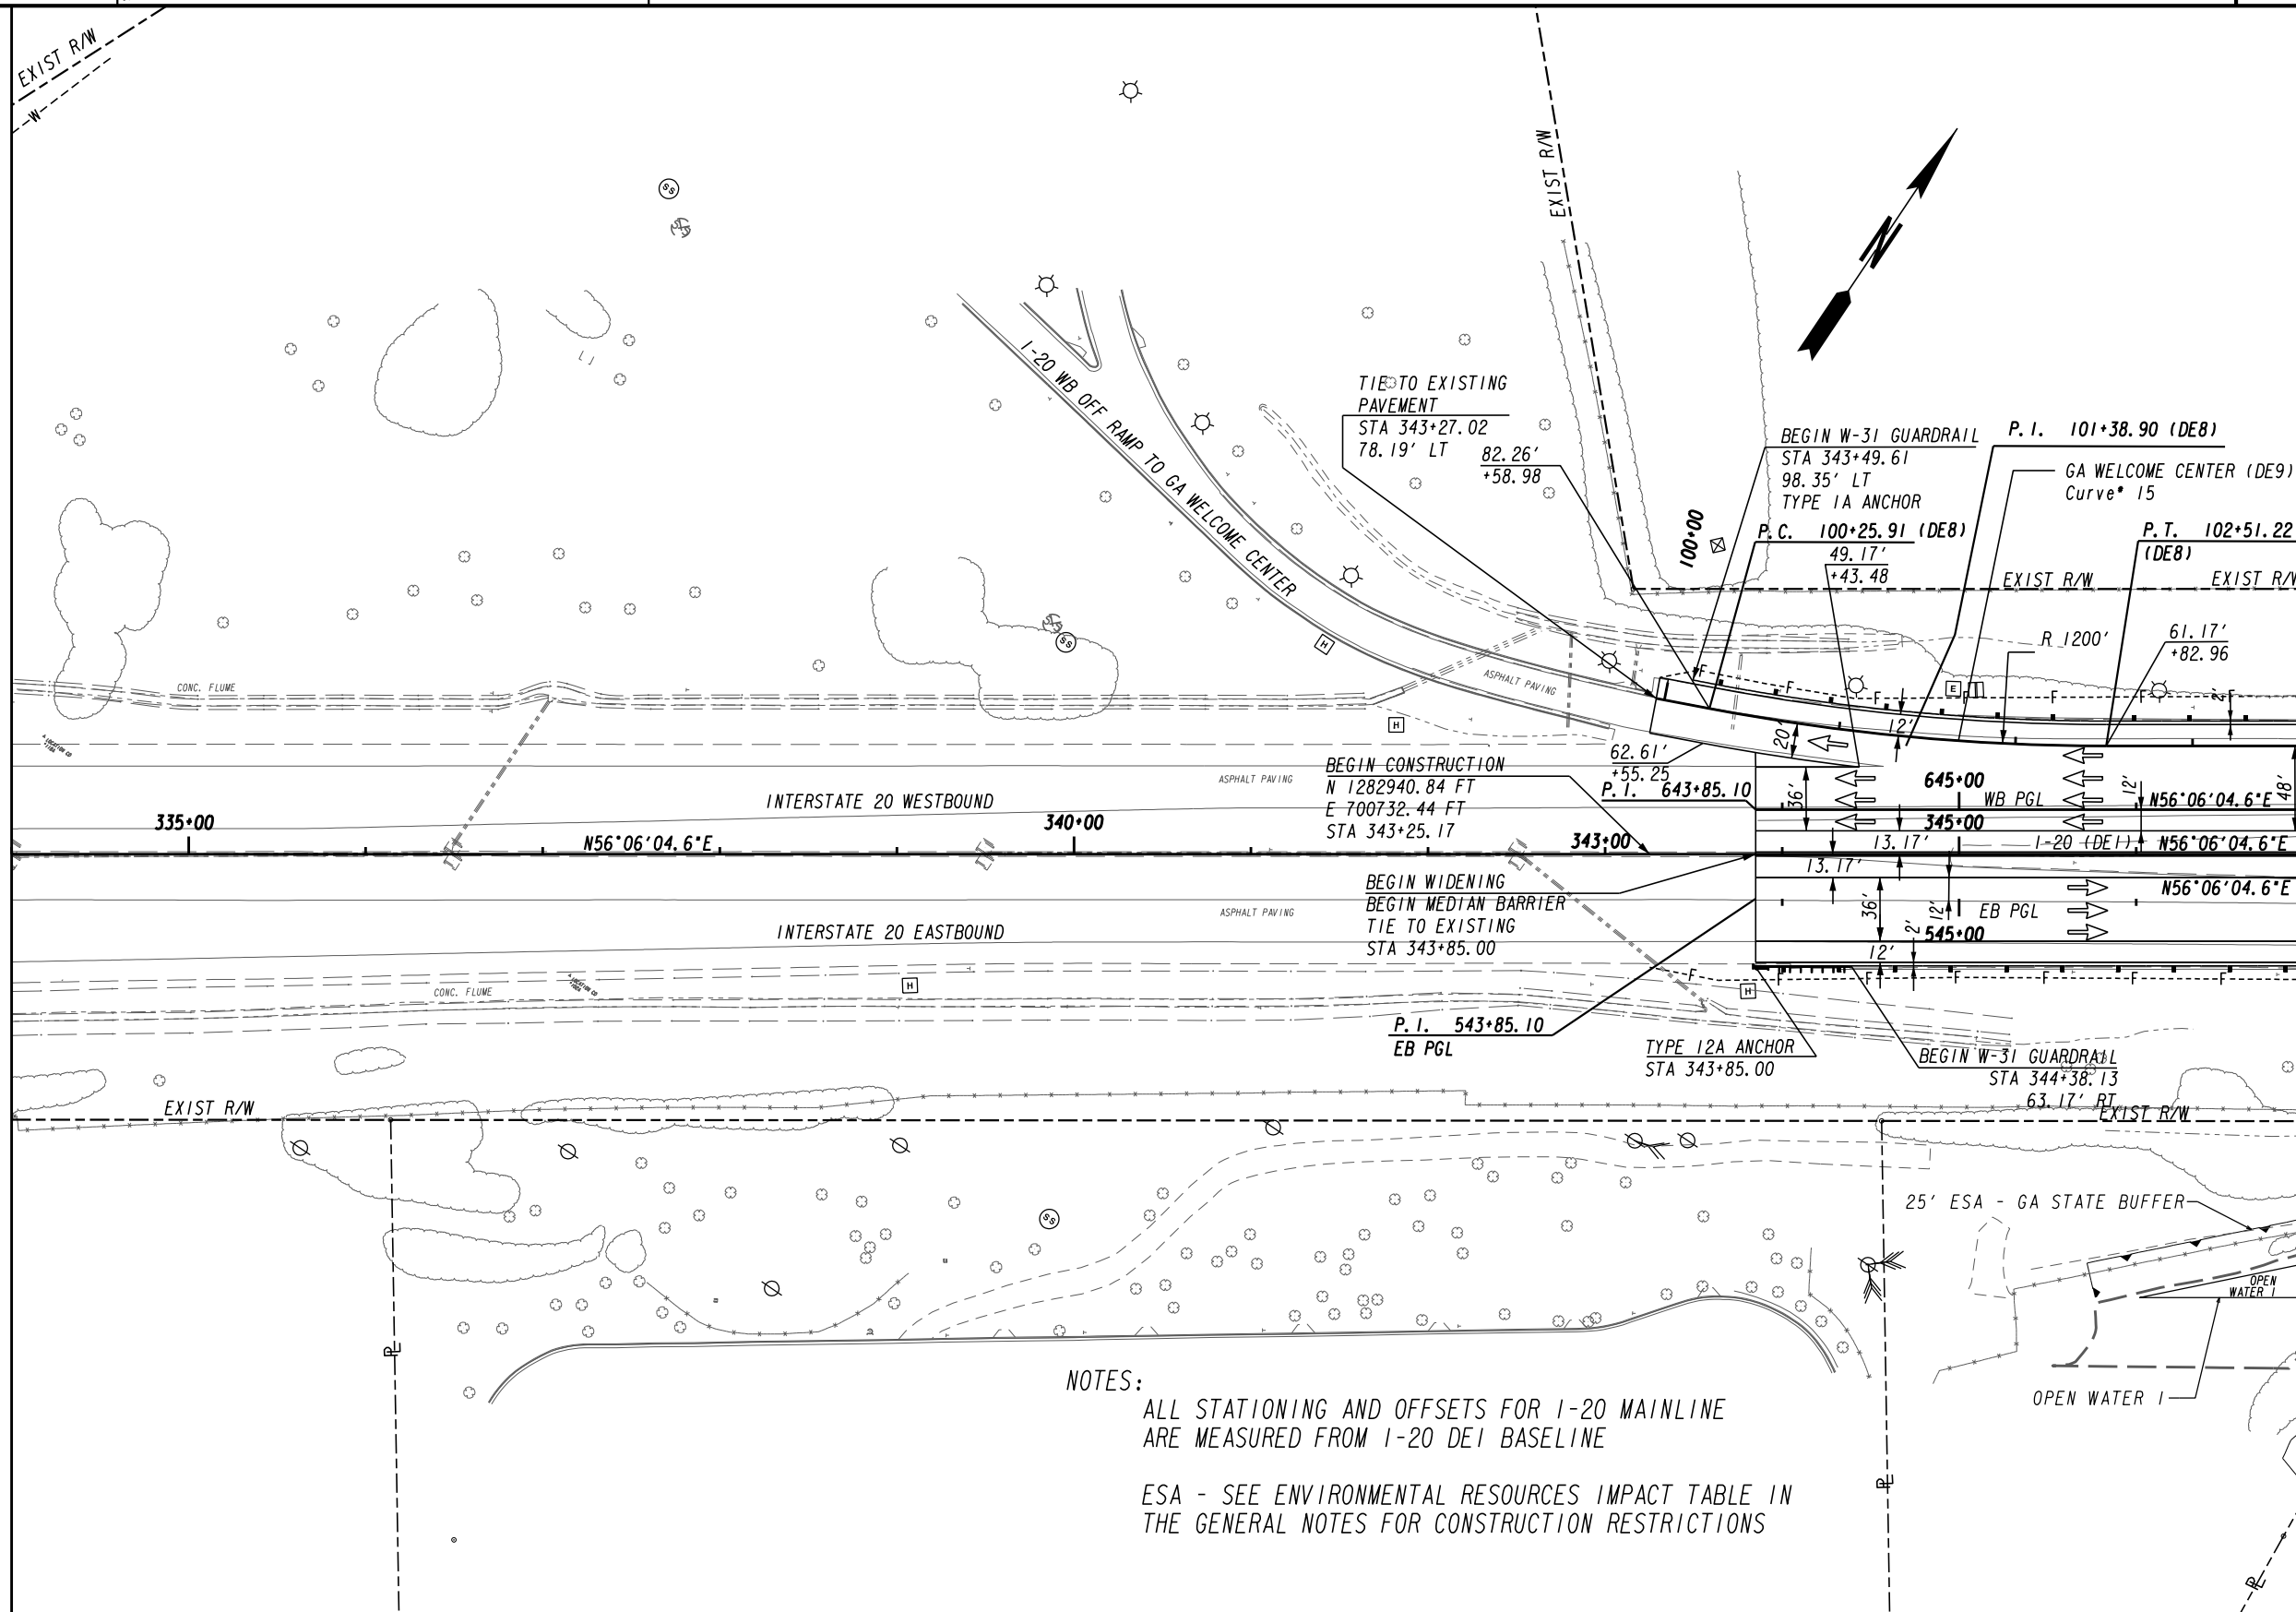 EXIST R/W
W
SS
EXIST R/W
N
I-20 WB OFF RAMP TO GA WELCOME CENTER
TIE TO EXISTING
PAVEMENT
STA 343+27.02
78.19' LT
82.26'
+58.98
BEGIN W-31 GUARDRAIL
STA 343+49.61
98.35' LT
TYPE 1A ANCHOR
P.I. 101+38.90 (DE8)
GA WELCOME CENTER (DE9)
Curve# 15
100+00
P.C. 100+25.91 (DE8)
49.17'
+43.48
P.T. 102+51.22
(DE8)
EXIST R/W
EXIST R/W
R 1200'
61.17'
+82.96
SS
H
CONC. FLUME
ASPHALT PAVING
F
F
F
E
F
F
F
F
2'
12'
20'
H
62.61'
+55.25
BEGIN CONSTRUCTION
N 1282940.84 FT
E 700732.44 FT
STA 343+25.17
ASPHALT PAVING
P.I. 643+85.10
36'
645+00
WB PGL
12'
N56°06'04.6"E
48'
INTERSTATE 20 WESTBOUND
335+00
340+00
343+00
345+00
N56°06'04.6"E
13.17'
I-20 (DE1)
N56°06'04.6"E
13.17'
BEGIN WIDENING
BEGIN MEDIAN BARRIER
TIE TO EXISTING
STA 343+85.00
ASPHALT PAVING
N56°06'04.6"E
36'
12'
EB PGL
2'
545+00
INTERSTATE 20 EASTBOUND
12'
H
CONC. FLUME
F
H
F
F
F
F
F
F
P.I. 543+85.10
EB PGL
TYPE 12A ANCHOR
STA 343+85.00
BEGIN W-31 GUARDRAIL
STA 344+38.13
63.17' RT
EXIST R/W
EXIST R/W
SS
25' ESA - GA STATE BUFFER
OPEN
WATER 1
OPEN WATER 1
PL
PL
PL
NOTES:
ALL STATIONING AND OFFSETS FOR I-20 MAINLINE
ARE MEASURED FROM I-20 DE1 BASELINE
ESA - SEE ENVIRONMENTAL RESOURCES IMPACT TABLE IN
THE GENERAL NOTES FOR CONSTRUCTION RESTRICTIONS